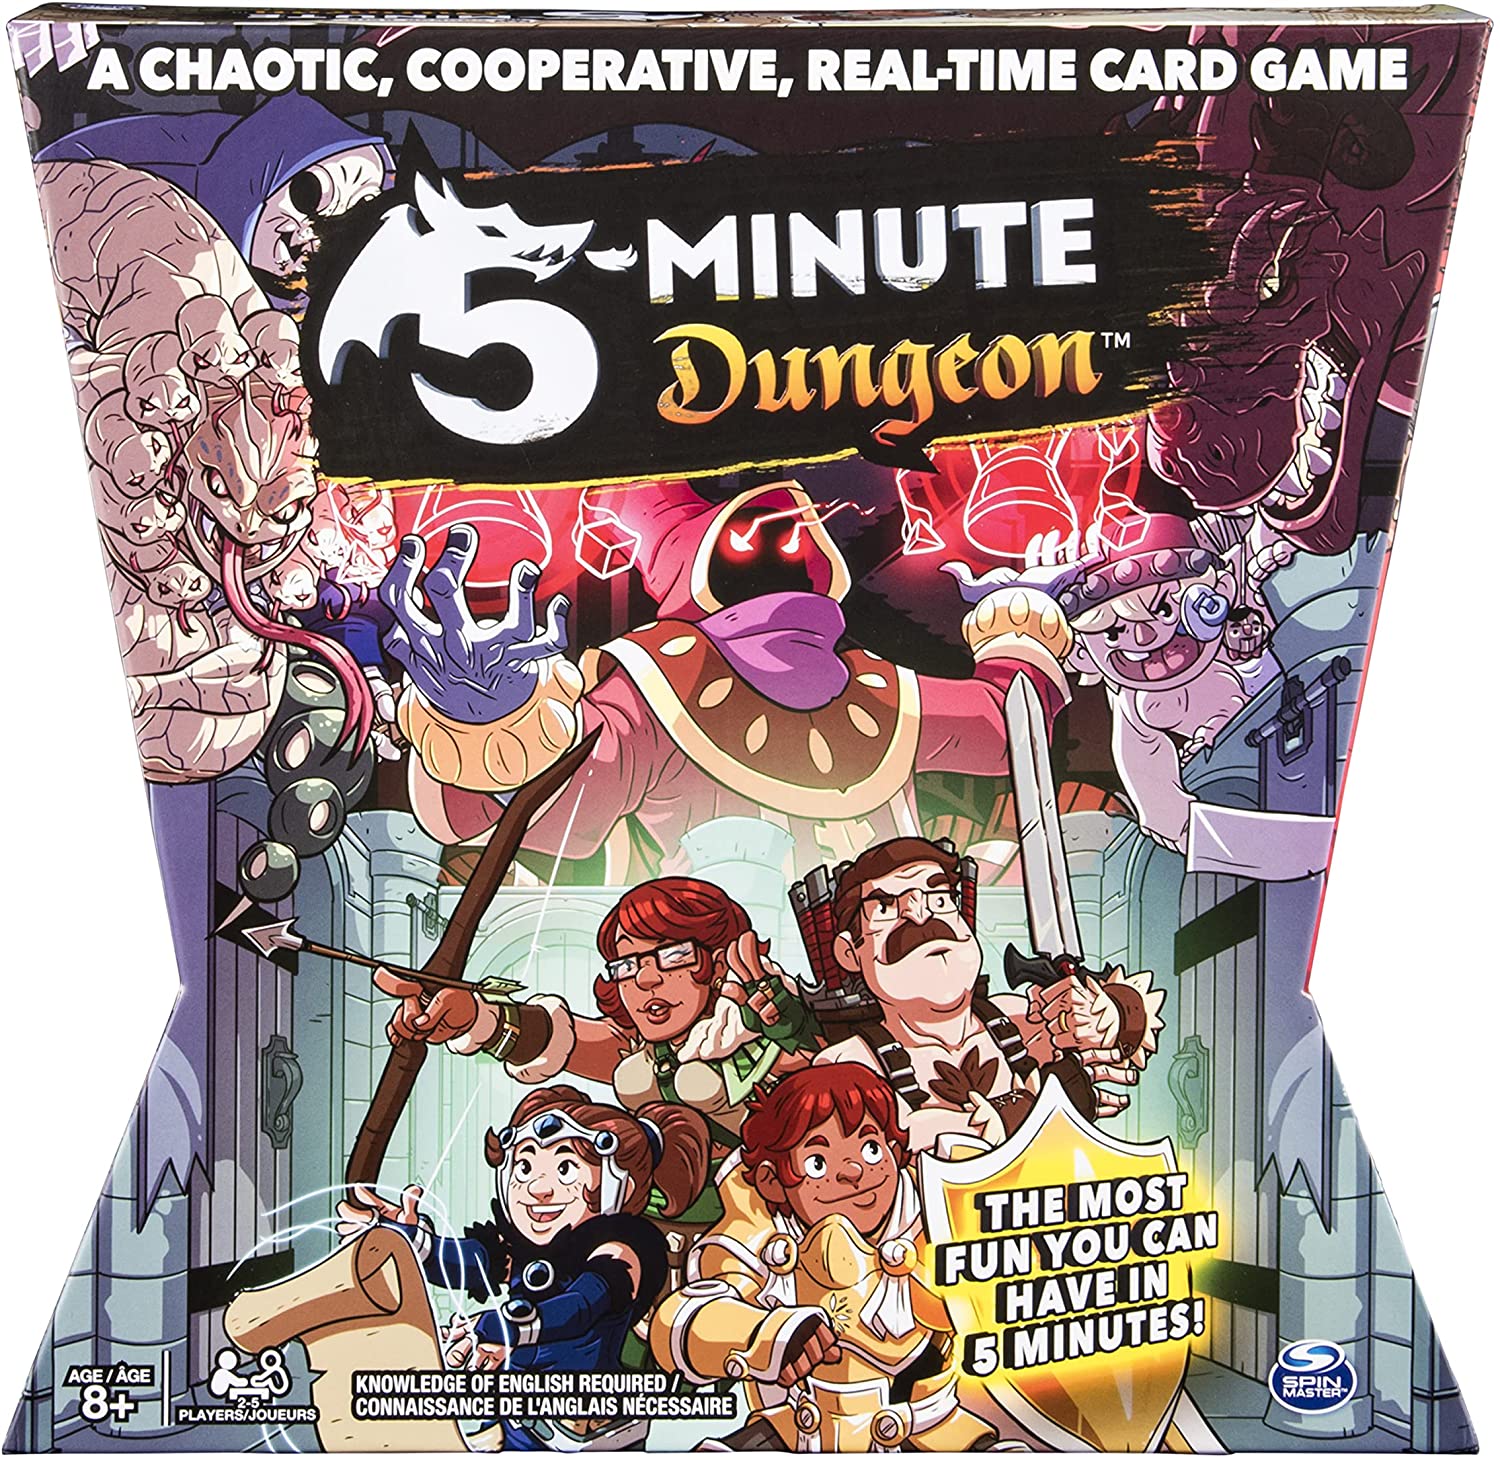 A CHAOTIC, COOPERATIVE, REAL-TIME CARD GAME
5-MINUTE
Dungeon™
THE MOST
FUN YOU CAN
HAVE IN
5 MINUTES!
AGE / ÂGE
8+
2-5
PLAYERS/JOUEURS
KNOWLEDGE OF ENGLISH REQUIRED /
CONNAISSANCE DE L'ANGLAIS NÉCESSAIRE
SPIN
MASTER™